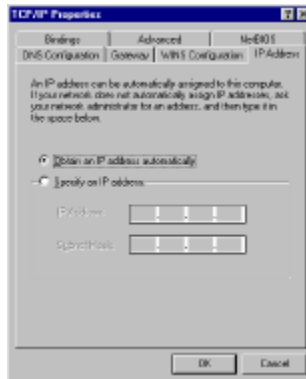 TCP/IP Properties
Bindings Advanced NetBIOS
DNS Configuration Gateway WINS Configuration IP Address
An IP address can be automatically assigned to this computer.
If your network does not automatically assign IP addresses, ask
your network administrator for an address, and then type it in
the space below.
Obtain an IP address automatically
Specify an IP address:
IP Address:
Subnet Mask:
OK Cancel